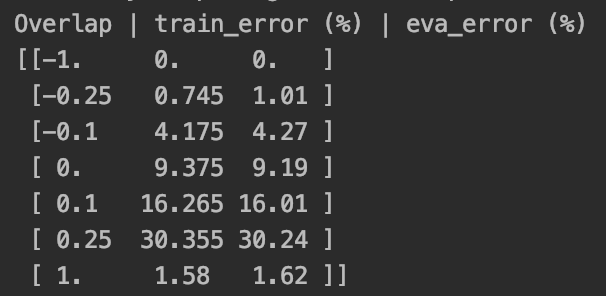 Overlap | train_error (%) | eva_error (%)
[[-1.     0.     0.   ]
[-0.25   0.745  1.01 ]
[-0.1    4.175  4.27 ]
[ 0.     9.375  9.19 ]
[ 0.1   16.265 16.01 ]
[ 0.25  30.355 30.24 ]
[ 1.     1.58   1.62 ]]